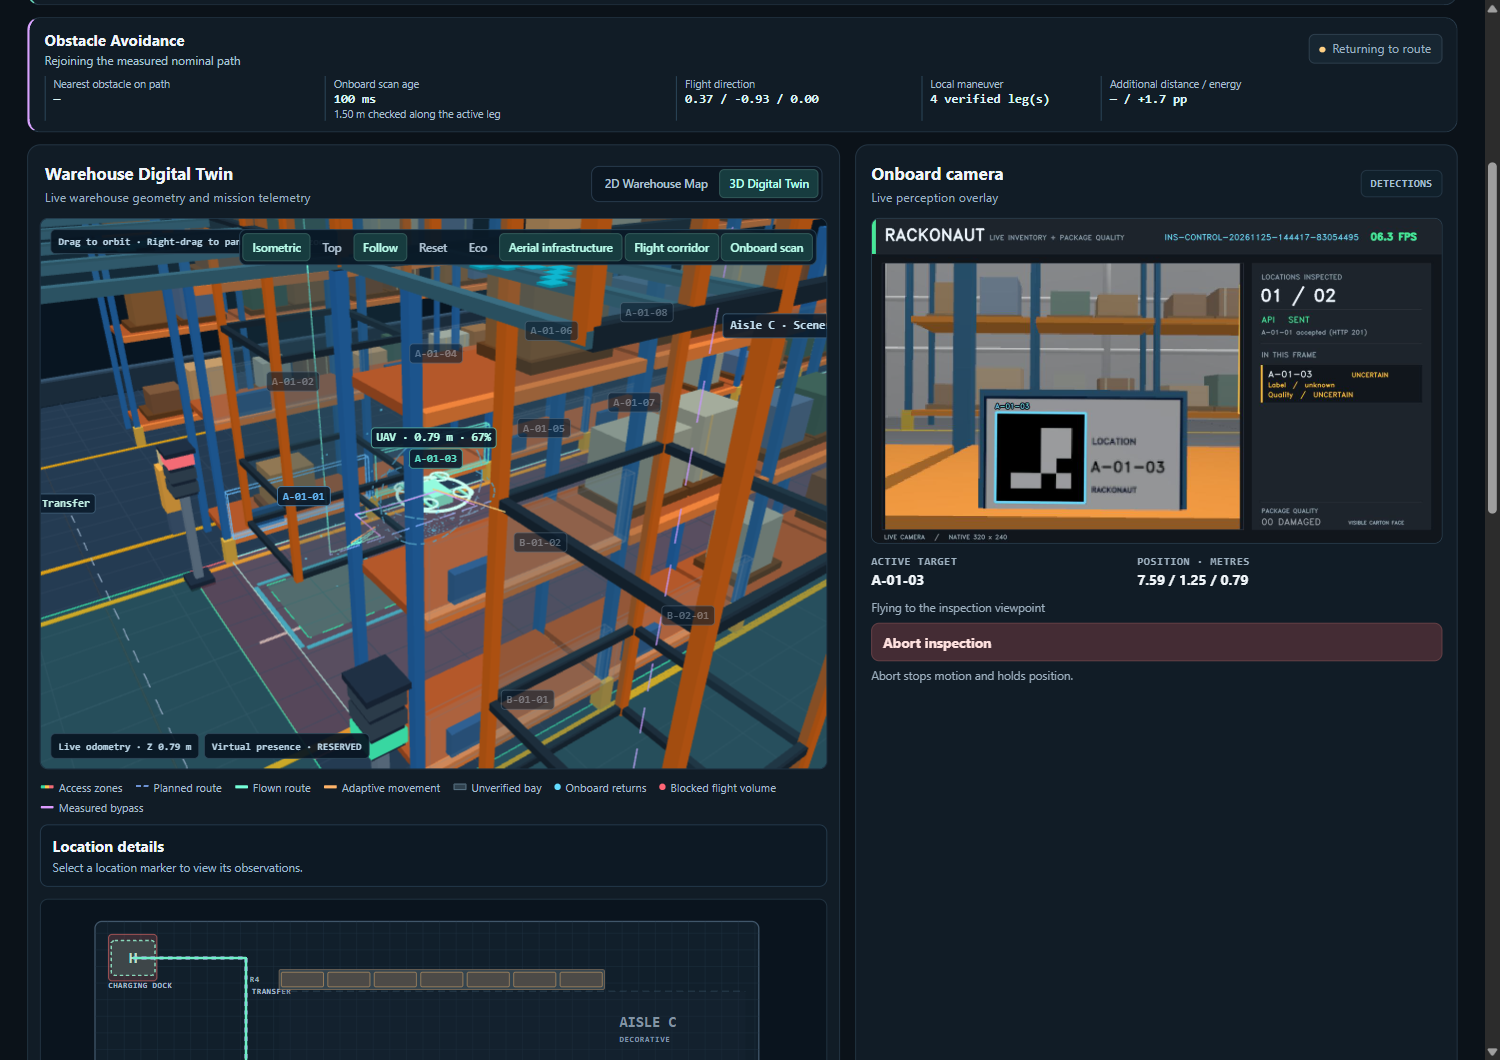 Obstacle Avoidance
Rejoining the measured nominal path
Returning to route
Nearest obstacle on path
—
Onboard scan age
100 ms
1.50 m checked along the active leg
Flight direction
0.37 / -0.93 / 0.00
Local maneuver
4 verified leg(s)
Additional distance / energy
— / +1.7 pp
Warehouse Digital Twin
Live warehouse geometry and mission telemetry
2D Warehouse Map
3D Digital Twin
Drag to orbit · Right-drag to pan
Isometric
Top
Follow
Reset
Eco
Aerial infrastructure
Flight corridor
Onboard scan
A-01-08
A-01-06
Aisle C · Scene
A-01-04
A-01-02
A-01-07
A-01-05
UAV · 0.79 m · 67%
A-01-03
A-01-01
Transfer
B-01-02
B-02-01
B-01-01
Live odometry · Z 0.79 m
Virtual presence · RESERVED
Access zones
Planned route
Flown route
Adaptive movement
Unverified bay
Onboard returns
Blocked flight volume
Measured bypass
Location details
Select a location marker to view its observations.
H
CHARGING DOCK
R4
TRANSFER
AISLE C
DECORATIVE
Onboard camera
Live perception overlay
DETECTIONS
RACKONAUT
LIVE INVENTORY + PACKAGE QUALITY
INS-CONTROL-20261125-144417-83054495
06.3 FPS
A-01-03
LOCATION
A-01-03
RACKONAUT
LOCATIONS INSPECTED
01 / 02
API SENT
A-01-01 accepted (HTTP 201)
IN THIS FRAME
A-01-03 UNCERTAIN
Label / unknown
Quality / UNCERTAIN
PACKAGE QUALITY
00 DAMAGED
VISIBLE CARTON FACE
LIVE CAMERA / NATIVE 320 x 240
ACTIVE TARGET
A-01-03
POSITION · METRES
7.59 / 1.25 / 0.79
Flying to the inspection viewpoint
Abort inspection
Abort stops motion and holds position.